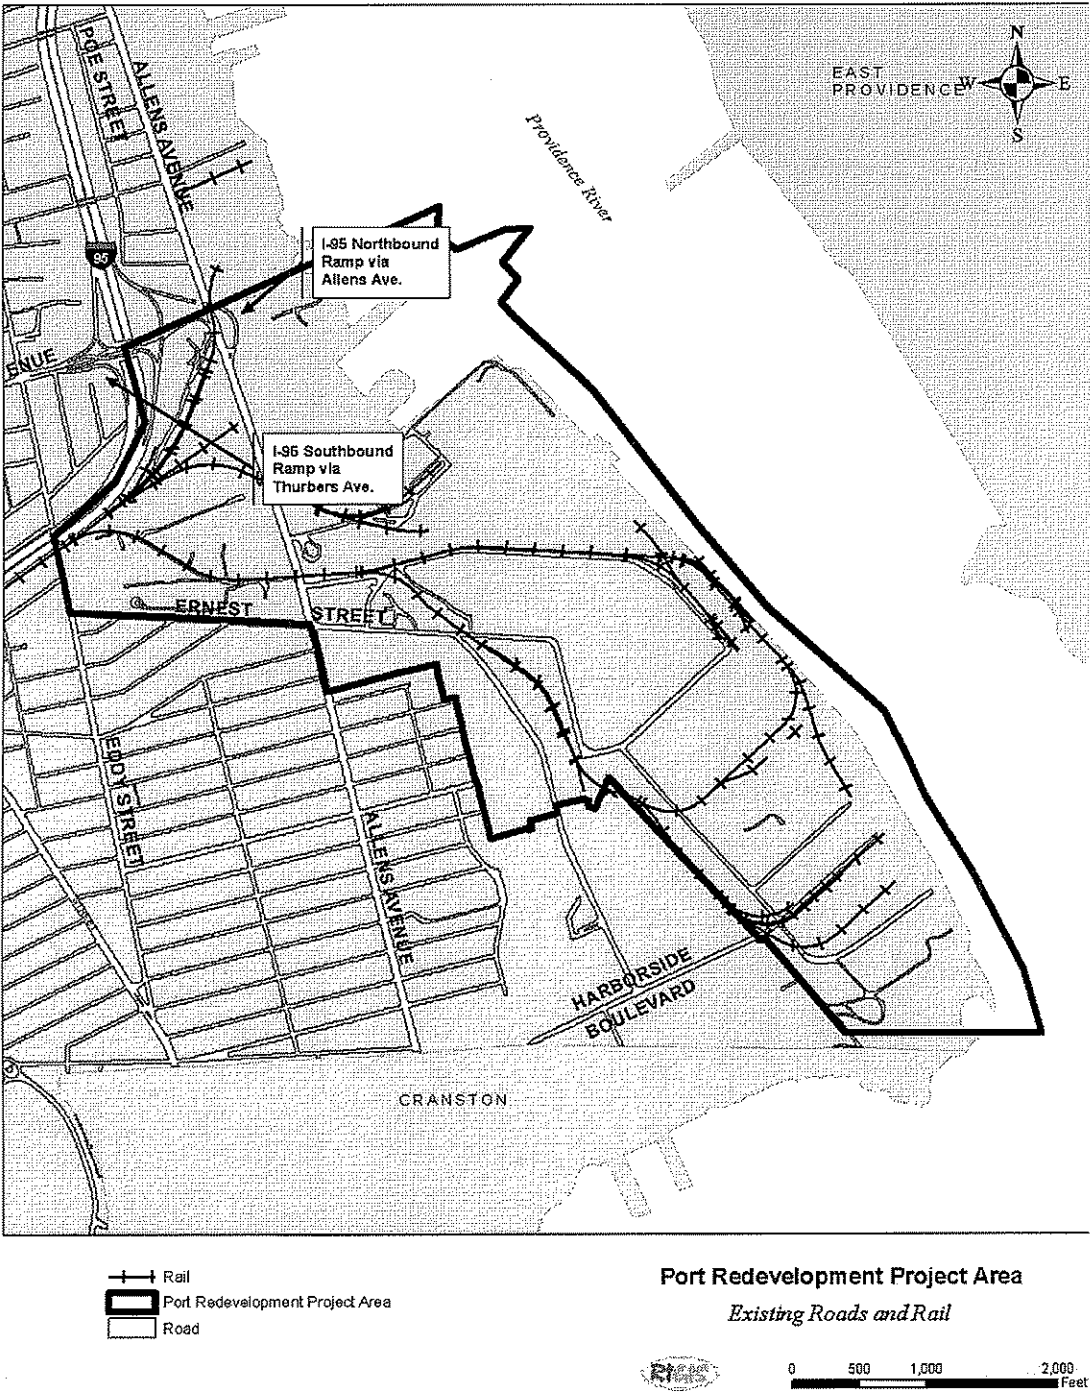 POE STREET
ALLENS AVENUE
N
W
E
S
EAST
PROVIDENCE
Providence River
95
I-95 Northbound
Ramp via
Allens Ave.
ENUE
I-95 Southbound
Ramp via
Thurbers Ave.
ERNEST STREET
EDDY STREET
ALLENS AVENUE
HARBORSIDE
BOULEVARD
CRANSTON
Rail
Port Redevelopment Project Area
Road
Port Redevelopment Project Area
Existing Roads and Rail
0 500 1,000 2,000
Feet